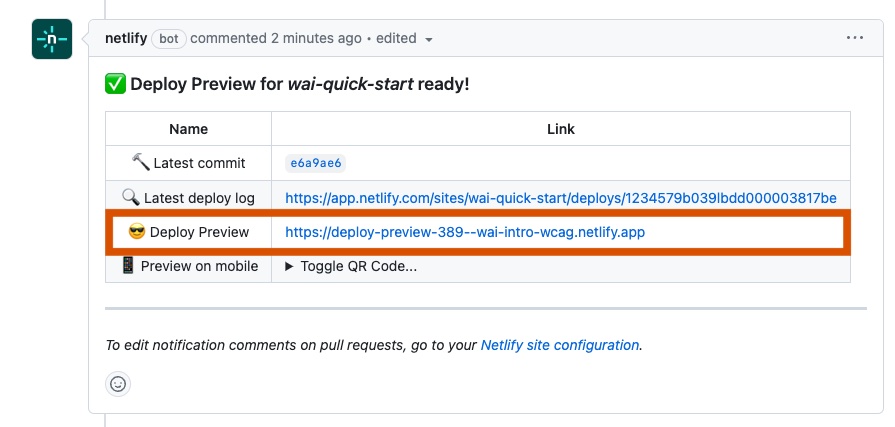 netlify bot commented 2 minutes ago • edited
✅ Deploy Preview for wai-quick-start ready!
Name Link
🔨 Latest commit e6a9ae6
🔍 Latest deploy log https://app.netlify.com/sites/wai-quick-start/deploys/1234579b039lbdd000003817be
😎 Deploy Preview https://deploy-preview-389--wai-intro-wcag.netlify.app
📱 Preview on mobile ▶ Toggle QR Code...
To edit notification comments on pull requests, go to your Netlify site configuration.